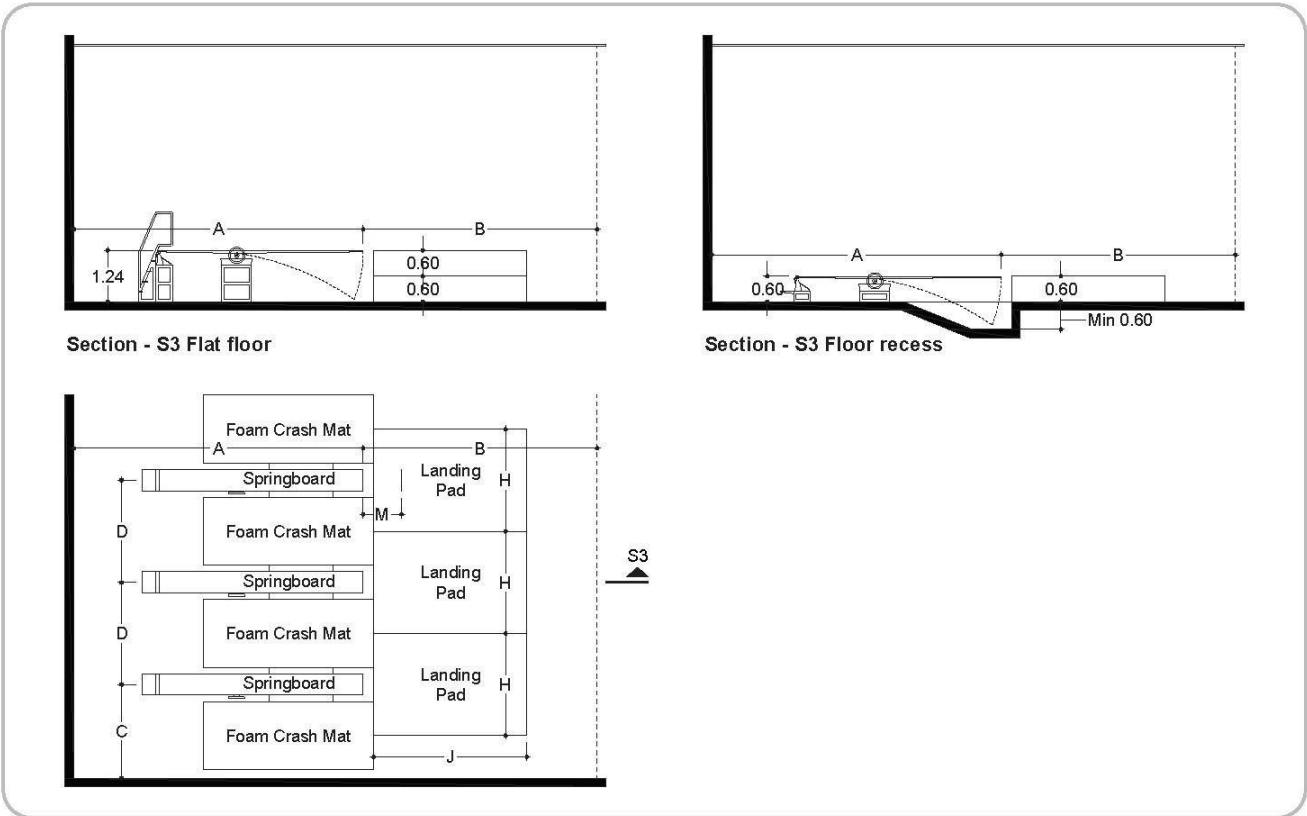 A
B
1.24
0.60
0.60
Section - S3 Flat floor
A
B
0.60
0.60
Min 0.60
Section - S3 Floor recess
Foam Crash Mat
A
B
Springboard
Landing
Pad
H
M
D
Foam Crash Mat
S3
Springboard
Landing
Pad
H
D
Foam Crash Mat
Springboard
Landing
Pad
H
C
Foam Crash Mat
J